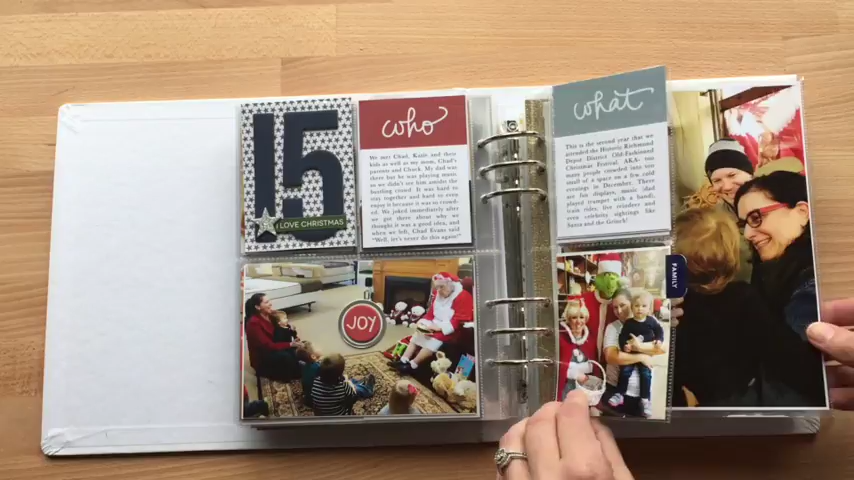 15
I LOVE CHRISTMAS
who
We met Chad, Kazie and their
kids as well as my mom, Chad's
parents and Chuck. My dad was
there but he was playing music
so we didn't see him amidst the
bustling crowd. It was hard to
stay together and hard to even
enjoy it because it was so crowd-
ed. We joked immediately after
we got there about why we
thought it was a good idea, and
when we left, Chad Evans said
"Well, let's never do this again!"
JOY
what
This is the second year that we
attended the Historic Richmond
Depot District Old-Fashioned
Christmas Festival. AKA- too
many people crowded into too
small of a space on a few cold
evenings in December. There
are fun displays, music (dad
played trumpet with a band),
train rides, live reindeer and
even celebrity sightings like
Santa and the Grinch!
FAMILY